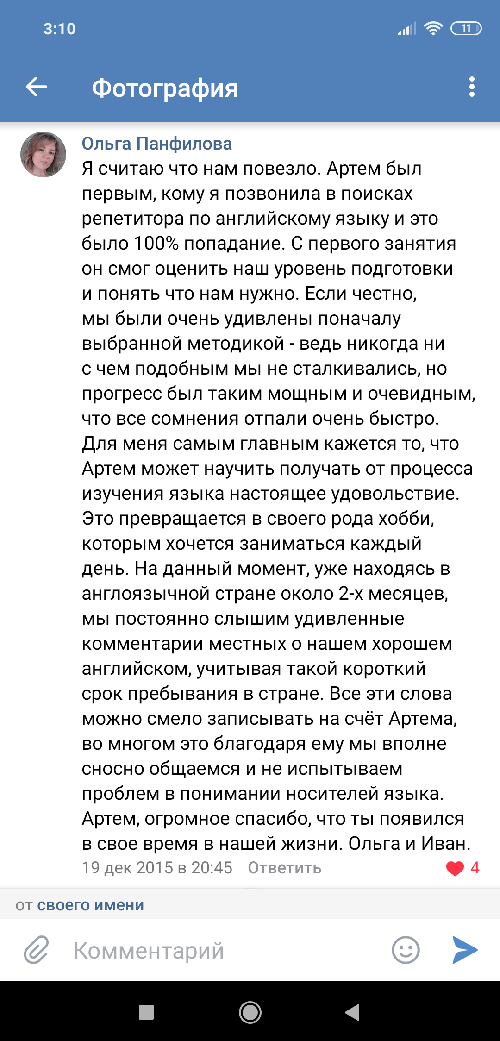 3:10
11
Фотография
Ольга Панфилова
Я считаю что нам повезло. Артем был
первым, кому я позвонила в поисках
репетитора по английскому языку и это
было 100% попадание. С первого занятия
он смог оценить наш уровень подготовки
и понять что нам нужно. Если честно,
мы были очень удивлены поначалу
выбранной методикой - ведь никогда ни
с чем подобным мы не сталкивались, но
прогресс был таким мощным и очевидным,
что все сомнения отпали очень быстро.
Для меня самым главным кажется то, что
Артем может научить получать от процесса
изучения языка настоящее удовольствие.
Это превращается в своего рода хобби,
которым хочется заниматься каждый
день. На данный момент, уже находясь в
англоязычной стране около 2-х месяцев,
мы постоянно слышим удивленные
комментарии местных о нашем хорошем
английском, учитывая такой короткий
срок пребывания в стране. Все эти слова
можно смело записывать на счёт Артема,
во многом это благодаря ему мы вполне
сносно общаемся и не испытываем
проблем в понимании носителей языка.
Артем, огромное спасибо, что ты появился
в свое время в нашей жизни. Ольга и Иван.
19 дек 2015 в 20:45 Ответить 4
от своего имени
Комментарий